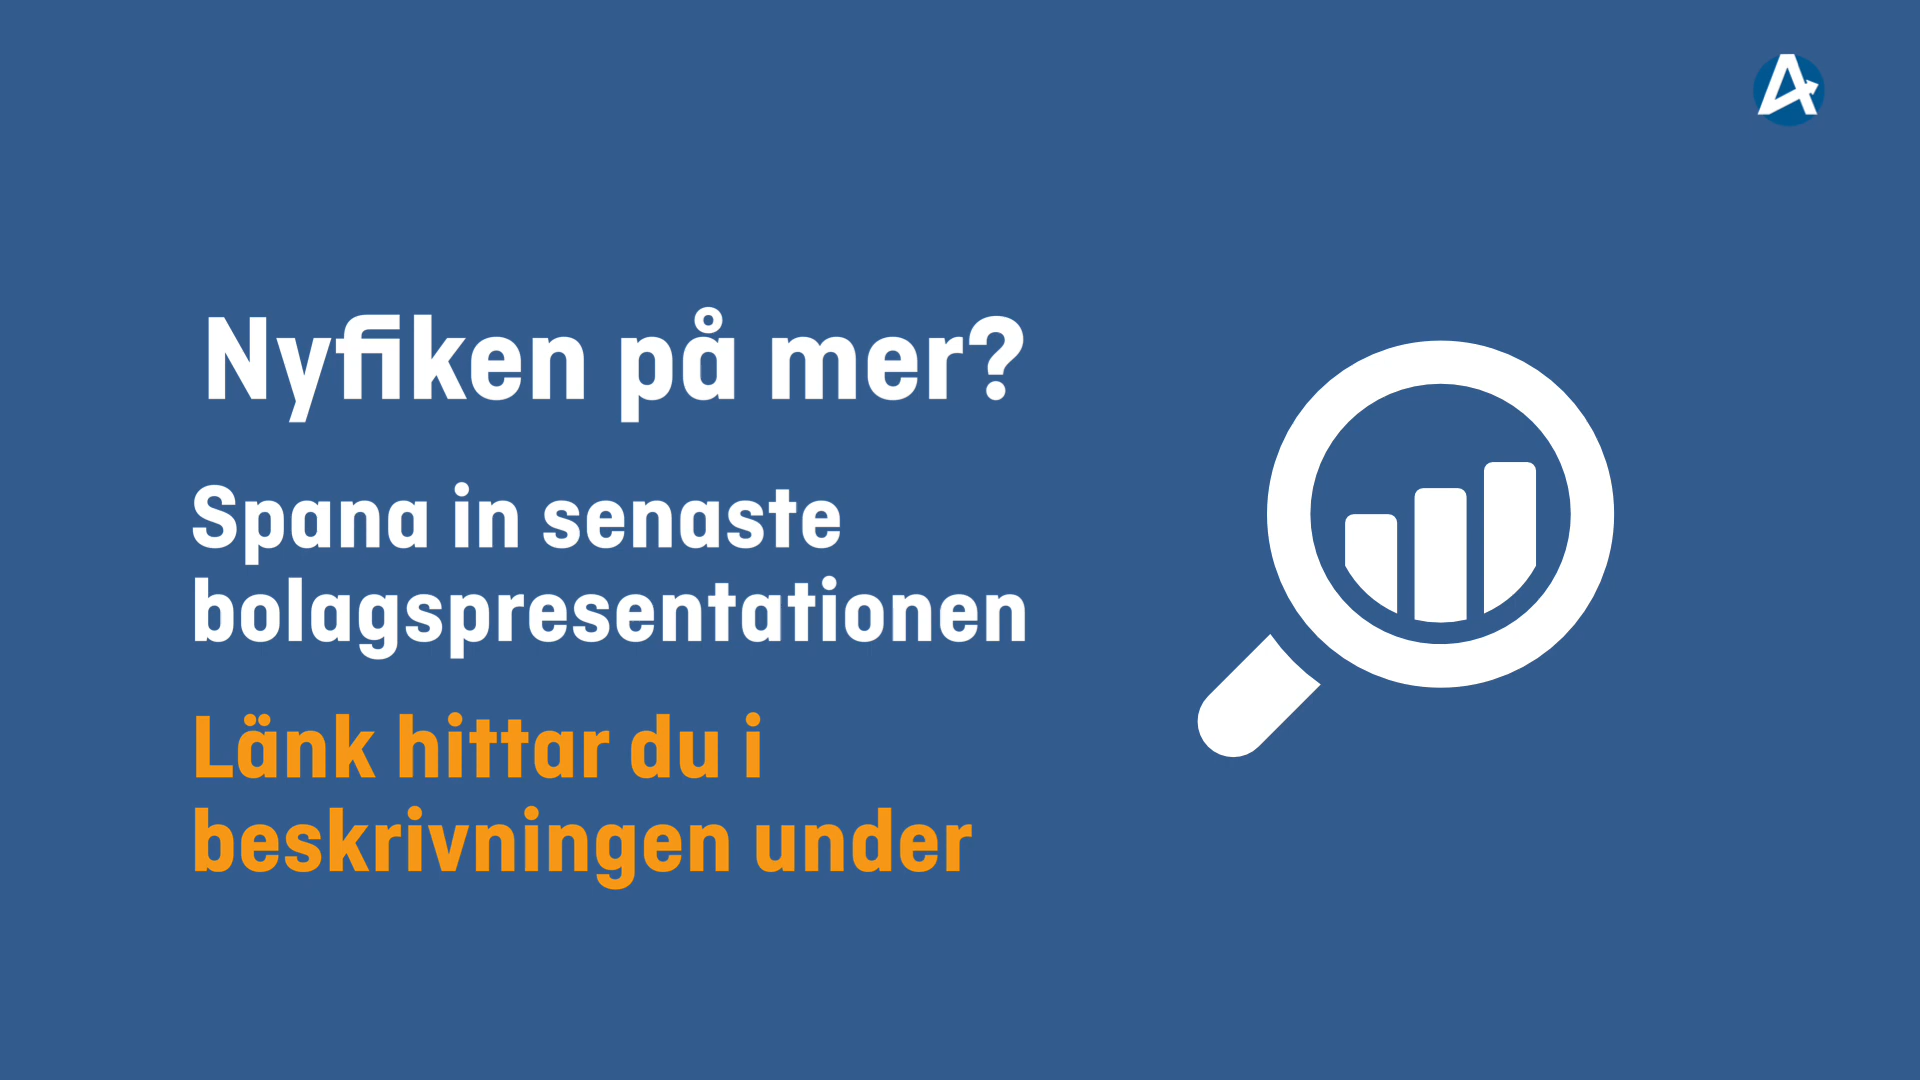 Nyfiken på mer?
Spana in senaste
bolagspresentationen
Länk hittar du i
beskrivningen under